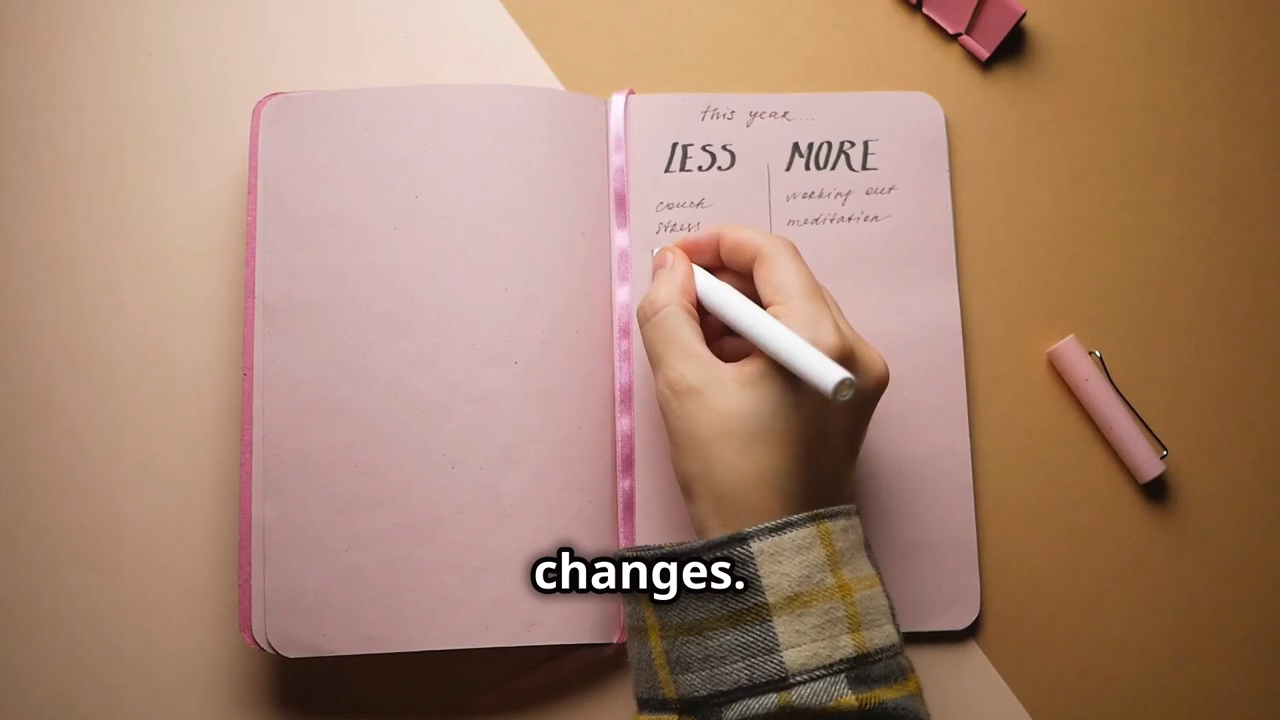 this year...
LESS MORE
couch working out
stress meditation
changes.